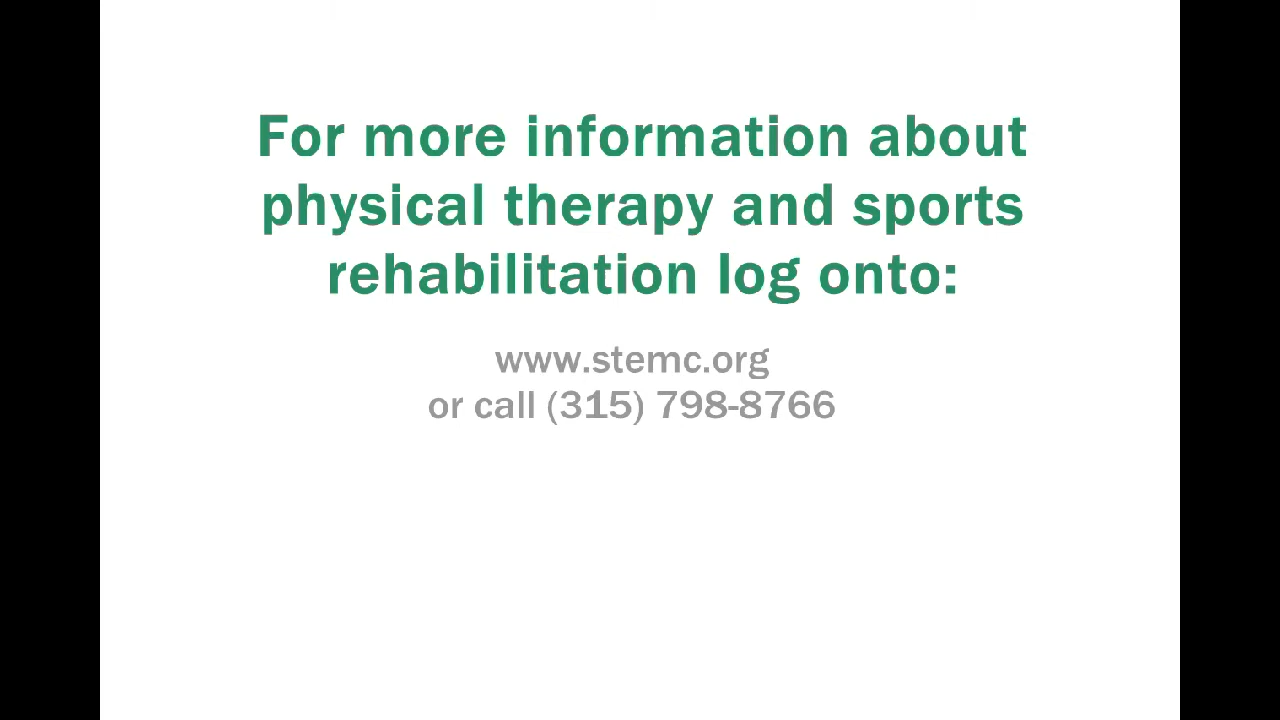 For more information about
physical therapy and sports
rehabilitation log onto:
www.stemc.org
or call (315) 798-8766